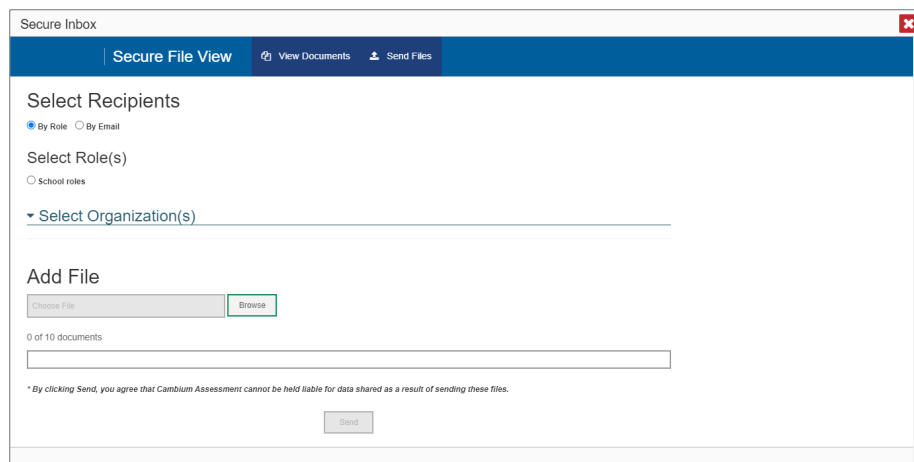 Secure Inbox
Secure File View View Documents Send Files
Select Recipients
By Role By Email
Select Role(s)
School roles
Select Organization(s)
Add File
Choose File Browse
0 of 10 documents
* By clicking Send, you agree that Cambium Assessment cannot be held liable for data shared as a result of sending these files.
Send